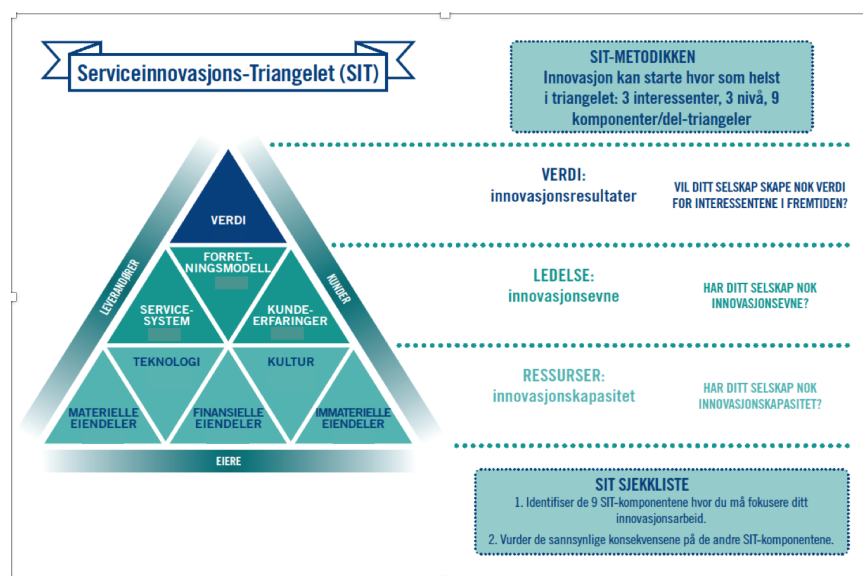 Serviceinnovasjons-Triangelet (SIT)
SIT-METODIKKEN
Innovasjon kan starte hvor som helst
i triangelet: 3 interessenter, 3 nivå, 9
komponenter/del-triangeler
LEVERANDØRER
KUNDER
EIERE
VERDI
FORRET-
NINGSMODELL
SERVICE-
SYSTEM
KUNDE-
ERFARINGER
TEKNOLOGI
KULTUR
MATERIELLE
EIENDELER
FINANSIELLE
EIENDELER
IMMATERIELLE
EIENDELER
VERDI:
innovasjonsresultater
VIL DITT SELSKAP SKAPE NOK VERDI
FOR INTERESSENTENE I FREMTIDEN?
LEDELSE:
innovasjonsevne
HAR DITT SELSKAP NOK
INNOVASJONSEVNE?
RESSURSER:
innovasjonskapasitet
HAR DITT SELSKAP NOK
INNOVASJONSKAPASITET?
SIT SJEKKLISTE
1. Identifiser de 9 SIT-komponentene hvor du må fokusere ditt
innovasjonsarbeid.
2. Vurder de sannsynlige konsekvensene på de andre SIT-komponentene.